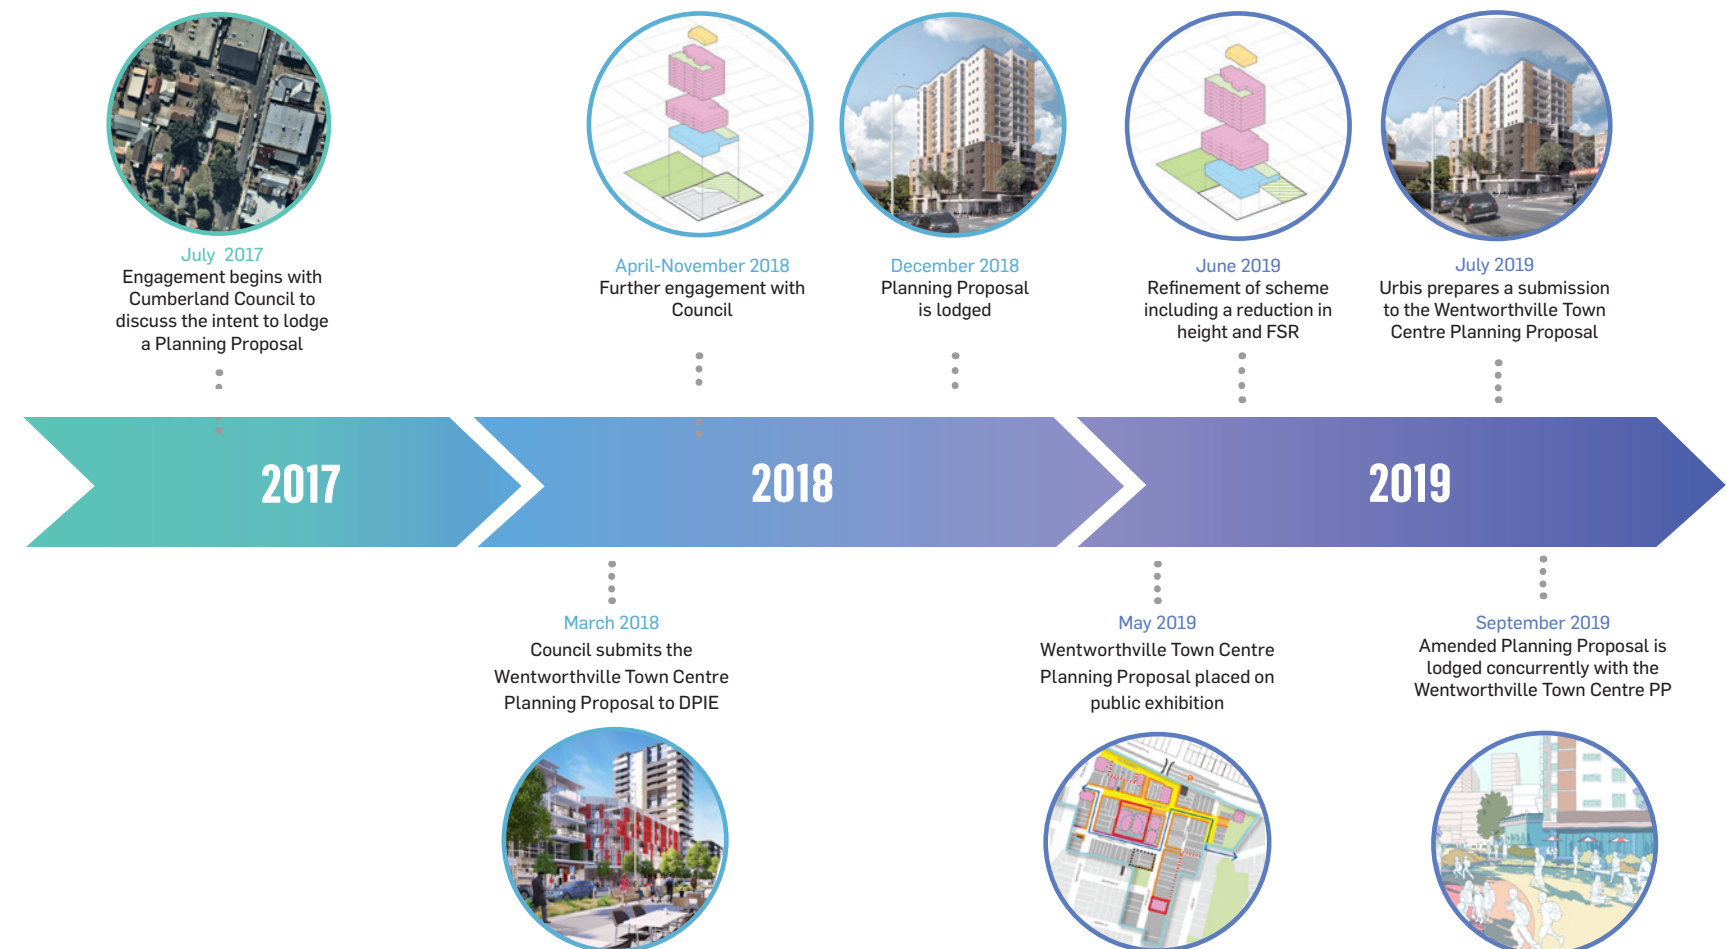 July 2017
Engagement begins with
Cumberland Council to
discuss the intent to lodge
a Planning Proposal
April-November 2018
Further engagement with
Council
December 2018
Planning Proposal
is lodged
June 2019
Refinement of scheme
including a reduction in
height and FSR
July 2019
Urbis prepares a submission
to the Wentworthville Town
Centre Planning Proposal
2017
2018
2019
March 2018
Council submits the
Wentworthville Town Centre
Planning Proposal to DPIE
May 2019
Wentworthville Town Centre
Planning Proposal placed on
public exhibition
September 2019
Amended Planning Proposal is
lodged concurrently with the
Wentworthville Town Centre PP